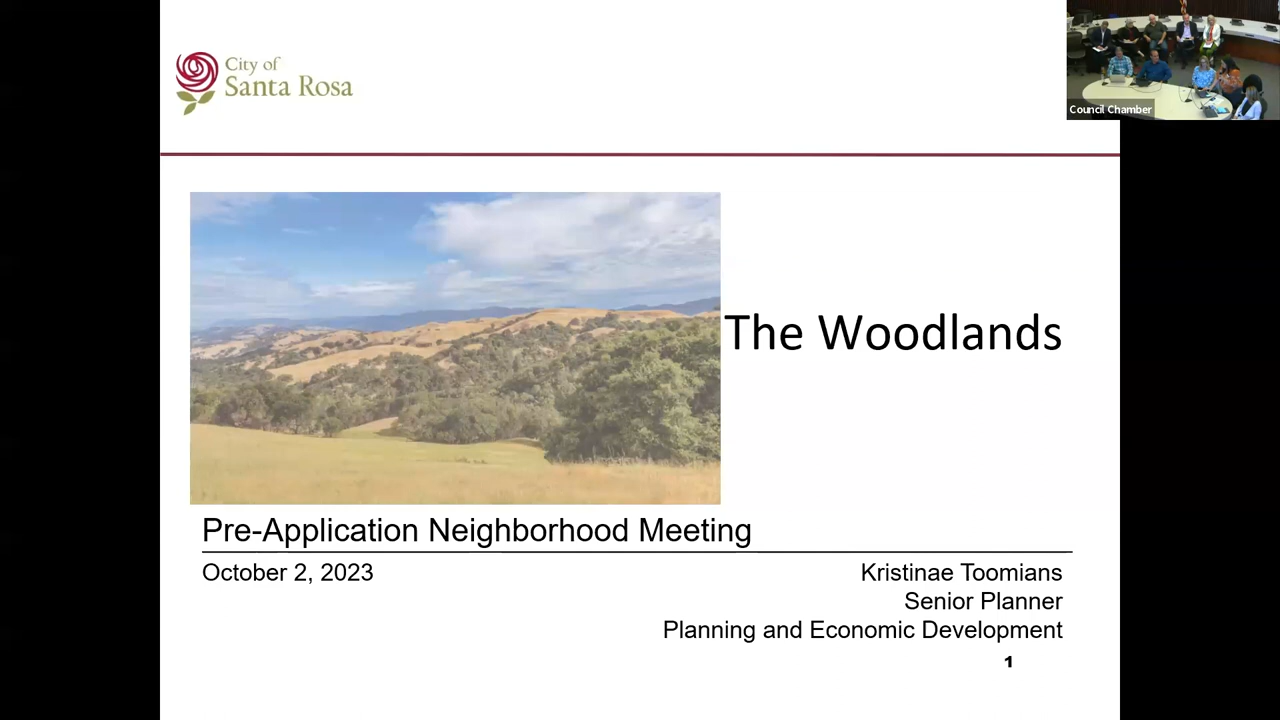 City of
Santa Rosa
Council Chamber
The Woodlands
Pre-Application Neighborhood Meeting
October 2, 2023
Kristinae Toomians
Senior Planner
Planning and Economic Development
1